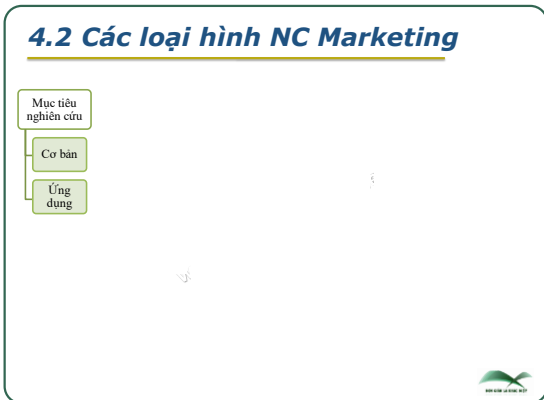 4.2 Các loại hình NC Marketing
Mục tiêu
nghiên cứu
Cơ bản
Ứng
dụng